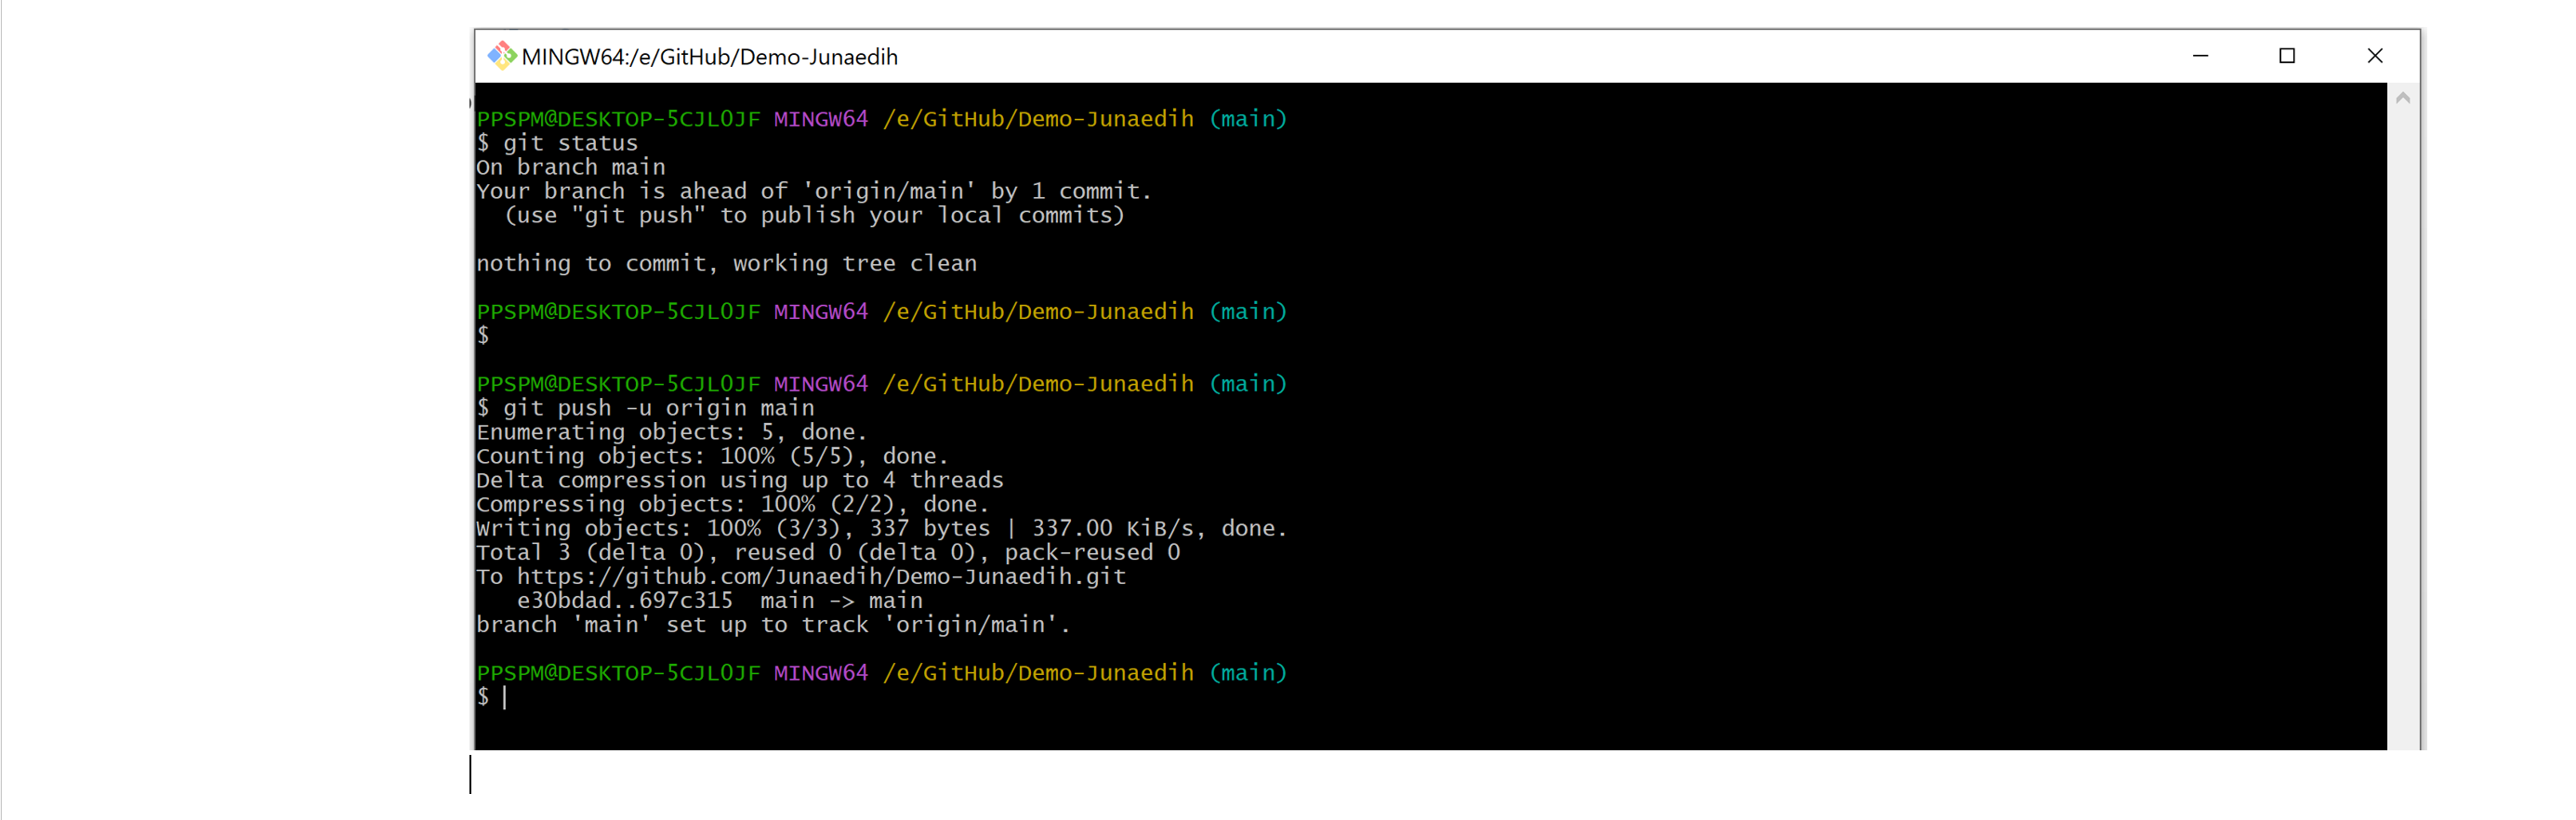 MINGW64:/e/GitHub/Demo-Junaedih
PPSPM@DESKTOP-5CJL0JF MINGW64 /e/GitHub/Demo-Junaedih (main)
$ git status
On branch main
Your branch is ahead of 'origin/main' by 1 commit.
  (use "git push" to publish your local commits)
nothing to commit, working tree clean
PPSPM@DESKTOP-5CJL0JF MINGW64 /e/GitHub/Demo-Junaedih (main)
$
PPSPM@DESKTOP-5CJL0JF MINGW64 /e/GitHub/Demo-Junaedih (main)
$ git push -u origin main
Enumerating objects: 5, done.
Counting objects: 100% (5/5), done.
Delta compression using up to 4 threads
Compressing objects: 100% (2/2), done.
Writing objects: 100% (3/3), 337 bytes | 337.00 KiB/s, done.
Total 3 (delta 0), reused 0 (delta 0), pack-reused 0
To https://github.com/Junaedih/Demo-Junaedih.git
   e30bdad..697c315  main -> main
branch 'main' set up to track 'origin/main'.
PPSPM@DESKTOP-5CJL0JF MINGW64 /e/GitHub/Demo-Junaedih (main)
$